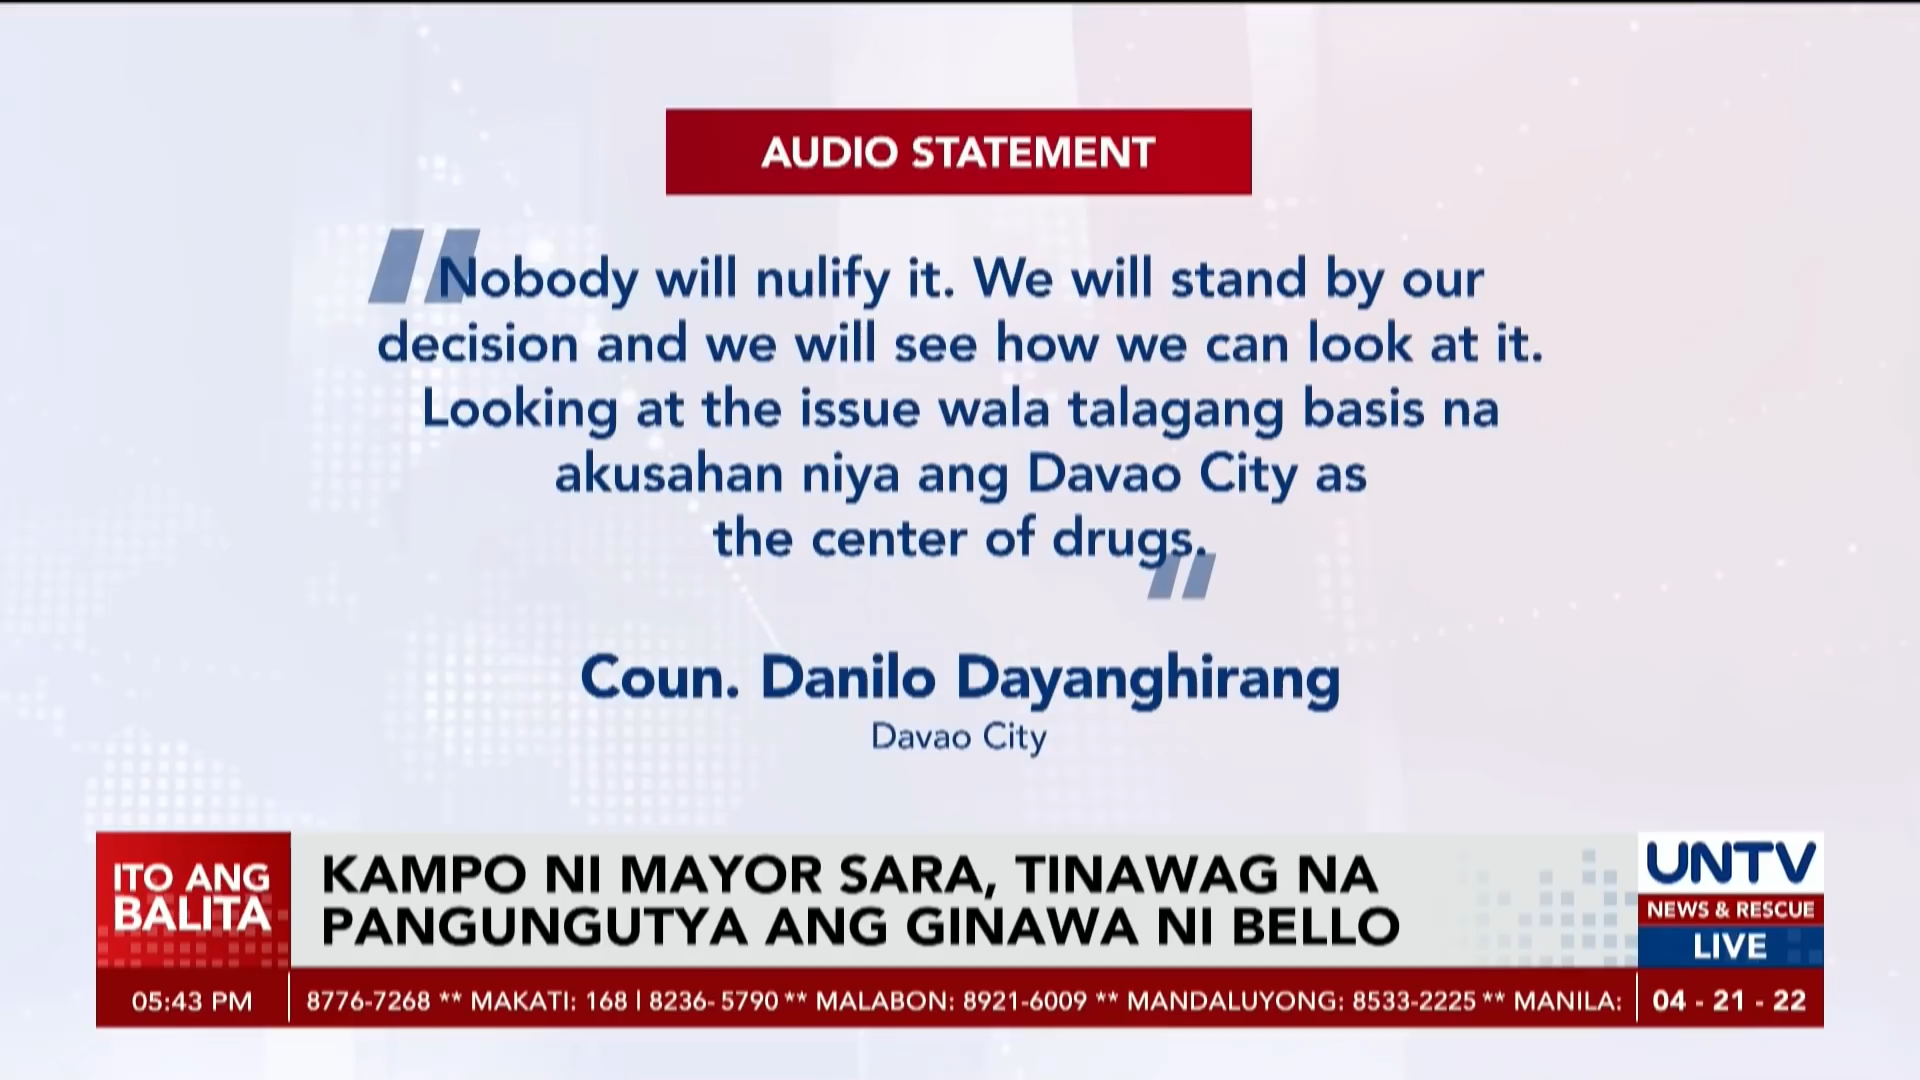 AUDIO STATEMENT
"Nobody will nulify it. We will stand by our
decision and we will see how we can look at it.
Looking at the issue wala talagang basis na
akusahan niya ang Davao City as
the center of drugs."
Coun. Danilo Dayanghirang
Davao City
ITO ANG
BALITA
KAMPO NI MAYOR SARA, TINAWAG NA
PANGUNGUTYA ANG GINAWA NI BELLO
UNTV
NEWS & RESCUE
LIVE
05:43 PM
8776-7268 ** MAKATI: 168 | 8236- 5790 ** MALABON: 8921-6009 ** MANDALUYONG: 8533-2225 ** MANILA:
04 - 21 - 22